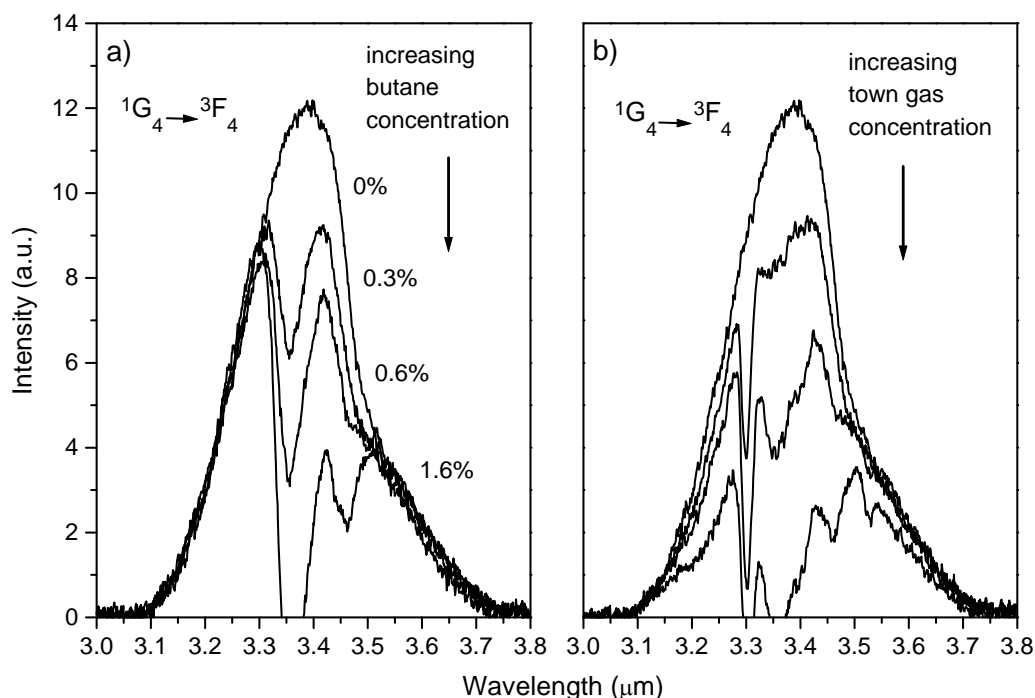 a)
increasing
butane
concentration
¹G₄ → ³F₄
0%
0.3%
0.6%
1.6%
b)
increasing
town gas
concentration
¹G₄ → ³F₄
Intensity (a.u.)
14
12
10
8
6
4
2
0
3.0 3.1 3.2 3.3 3.4 3.5 3.6 3.7 3.8
3.0 3.1 3.2 3.3 3.4 3.5 3.6 3.7 3.8
Wavelength (μm)